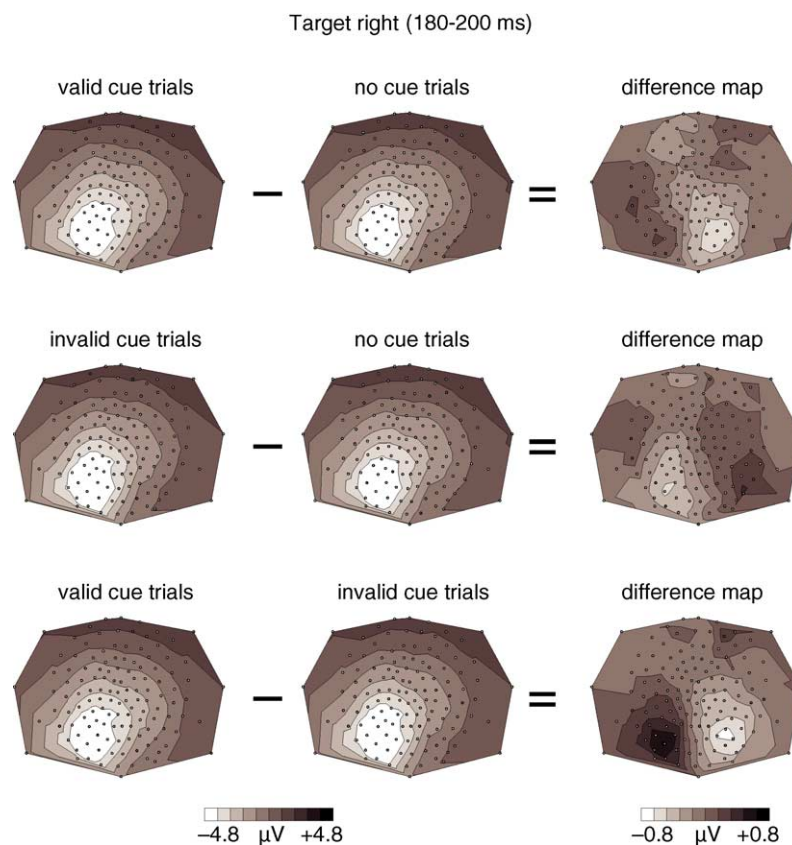 Target right (180-200 ms)
valid cue trials
no cue trials
difference map
–
=
invalid cue trials
no cue trials
difference map
–
=
valid cue trials
invalid cue trials
difference map
–
=
–4.8 µV +4.8
–0.8 µV +0.8